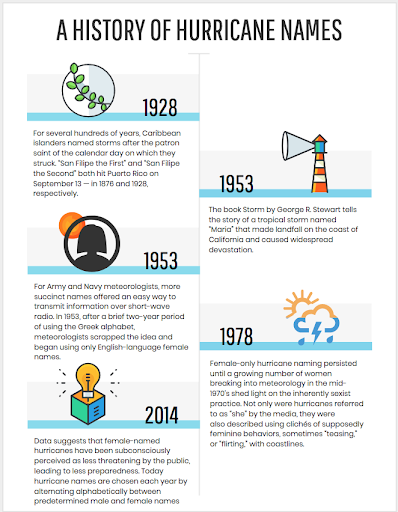 A HISTORY OF HURRICANE NAMES
1928
For several hundreds of years, Caribbean
islanders named storms after the patron
saint of the calendar day on which they
struck. "San Filipe the First" and "San Filipe
the Second" both hit Puerto Rico on
September 13 — in 1876 and 1928,
respectively.
1953
The book Storm by George R. Stewart tells
the story of a tropical storm named
"Maria" that made landfall on the coast of
California and caused widespread
devastation.
1953
For Army and Navy meteorologists, more
succinct names offered an easy way to
transmit information over short-wave
radio. In 1953, after a brief two-year period
of using the Greek alphabet,
meteorologists scrapped the idea and
began using only English-language female
names.
1978
Female-only hurricane naming persisted
until a growing number of women
breaking into meteorology in the mid-
1970's shed light on the inherently sexist
practice. Not only were hurricanes referred
to as "she" by the media, they were
also described using clichés of supposedly
feminine behaviors, sometimes "teasing,"
or "flirting," with coastlines.
2014
Data suggests that female-named
hurricanes have been subconsciously
perceived as less threatening by the public,
leading to less preparedness. Today
hurricane names are chosen each year by
alternating alphabetically between
predetermined male and female names